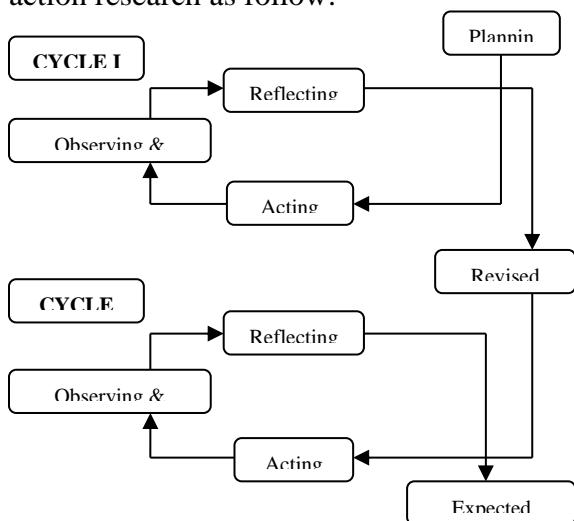 action research as follow:
Plannin
CYCLE I
Reflecting
Observing &
Acting
Revised
CYCLE
Reflecting
Observing &
Acting
Expected